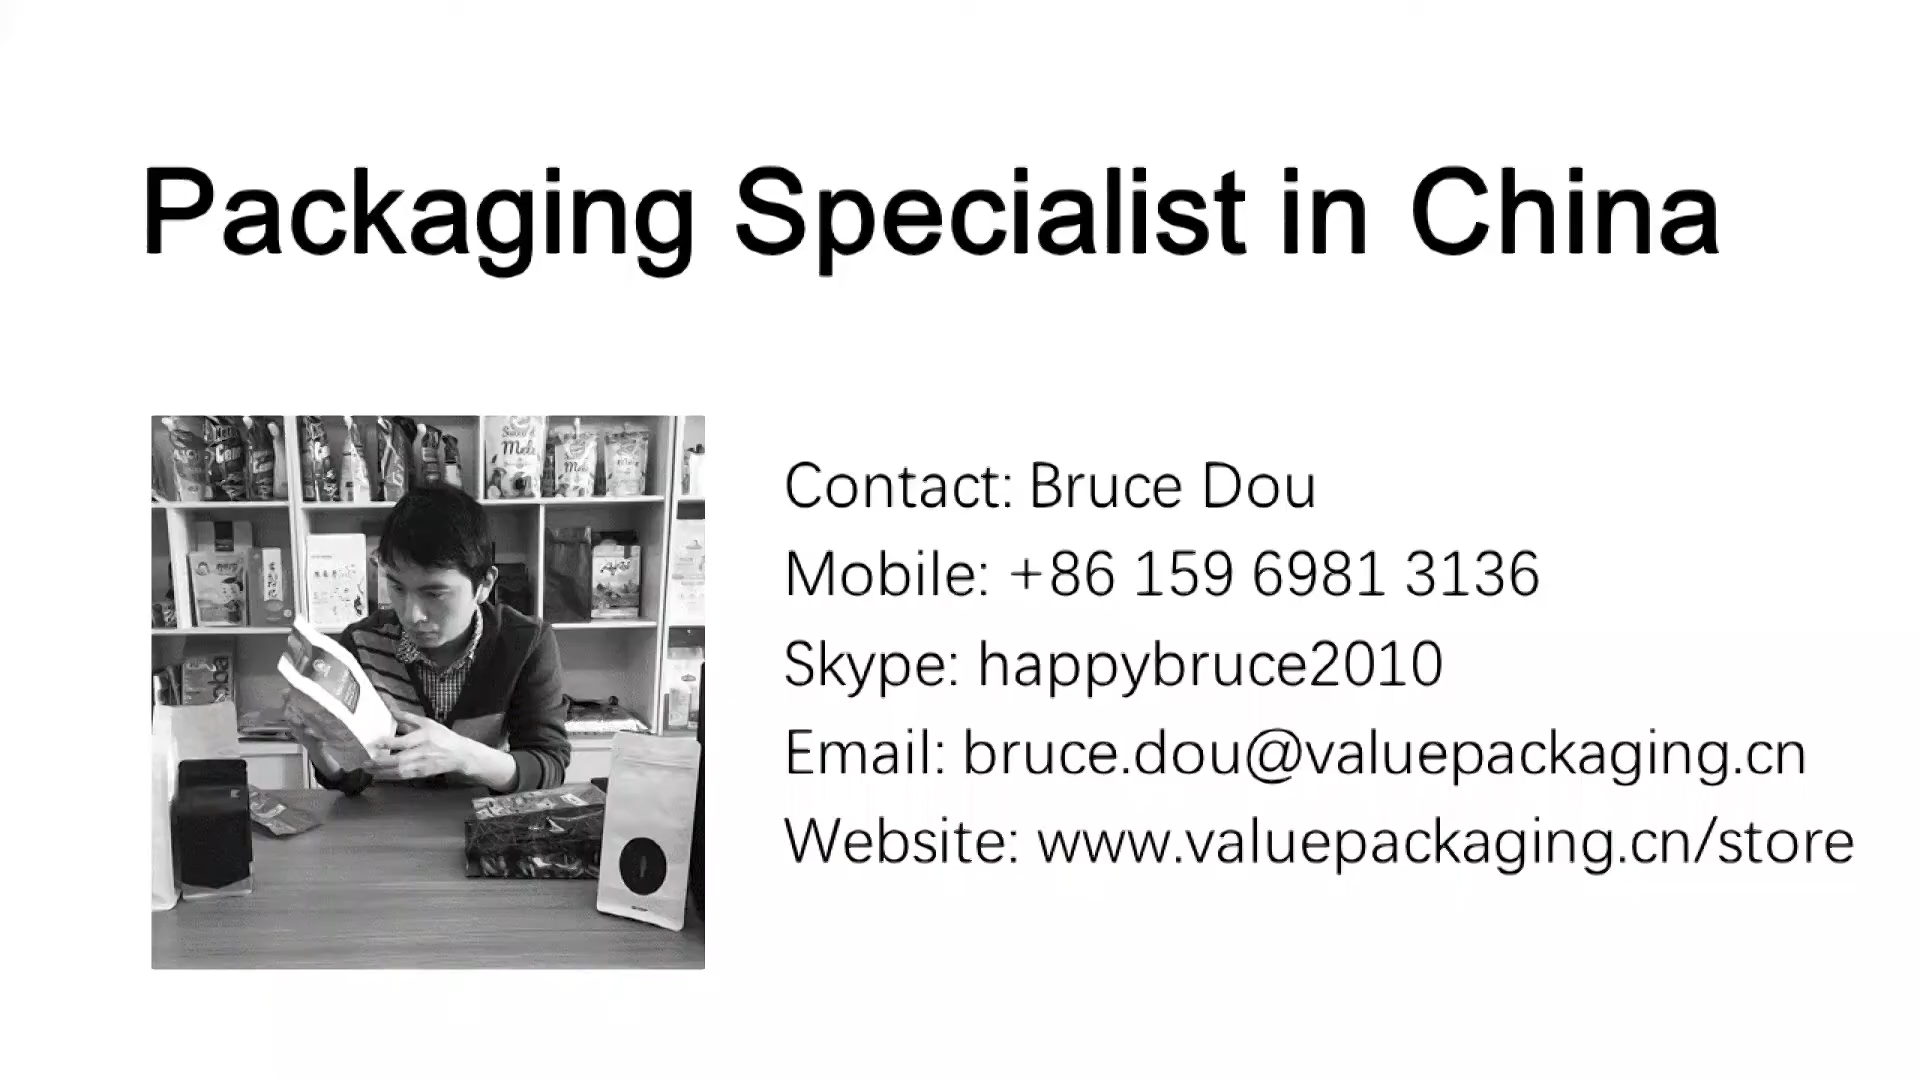 Packaging Specialist in China
Contact: Bruce Dou
Mobile: +86 159 6981 3136
Skype: happybruce2010
Email: bruce.dou@valuepackaging.cn
Website: www.valuepackaging.cn/store